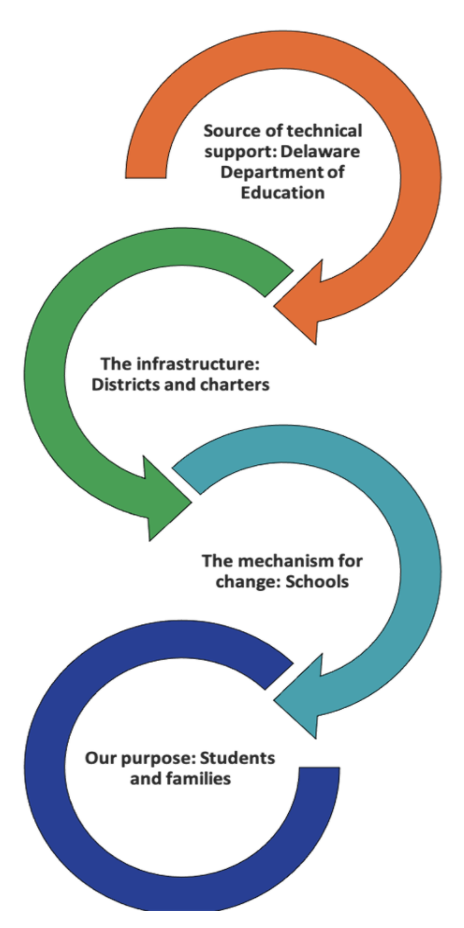 Source of technical
support: Delaware
Department of
Education
The infrastructure:
Districts and charters
The mechanism for
change: Schools
Our purpose: Students
and families